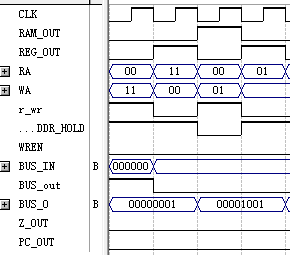 CLK
RAM_OUT
REG_OUT
RA 00 11 00 01
WA 11 00 01
r_wr
...DDR_HOLD
WREN
BUS_IN B 000000
BUS_out
BUS_O B 00000001 00001001
Z_OUT
PC_OUT